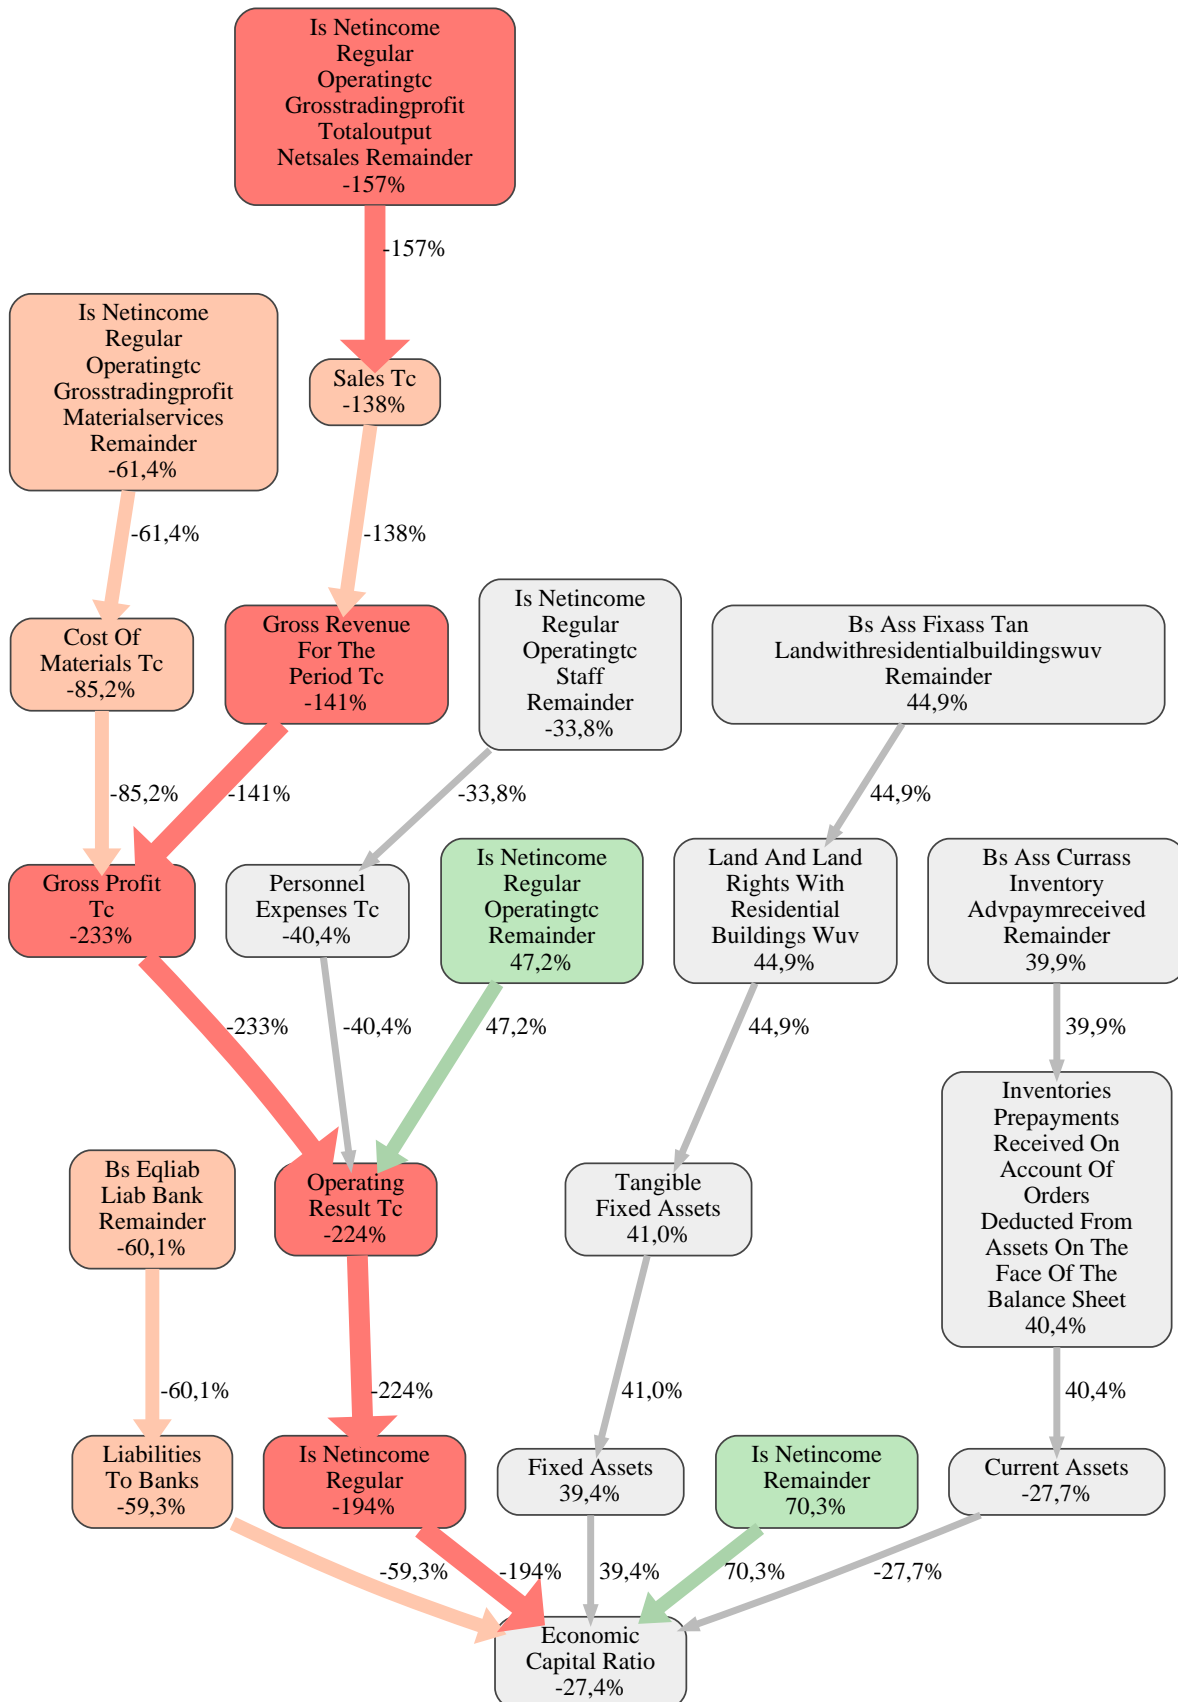 Is Netincome
Regular
Operatingtc
Grosstradingprofit
Totaloutput
Netsales Remainder
-157%
-157%
Is Netincome
Regular
Operatingtc
Grosstradingprofit
Materialservices
Remainder
-61,4%
Sales Tc
-138%
-61,4%
-138%
Cost Of
Materials Tc
-85,2%
Gross Revenue
For The
Period Tc
-141%
Is Netincome
Regular
Operatingtc
Staff
Remainder
-33,8%
Bs Ass Fixass Tan
Landwithresidentialbuildingswuv
Remainder
44,9%
-85,2%
-141%
-33,8%
44,9%
Gross Profit
Tc
-233%
Personnel
Expenses Tc
-40,4%
Is Netincome
Regular
Operatingtc
Remainder
47,2%
Land And Land
Rights With
Residential
Buildings Wuv
44,9%
Bs Ass Currass
Inventory
Advpaymreceived
Remainder
39,9%
-233%
-40,4%
47,2%
44,9%
39,9%
Bs Eqliab
Liab Bank
Remainder
-60,1%
Operating
Result Tc
-224%
Tangible
Fixed Assets
41,0%
Inventories
Prepayments
Received On
Account Of
Orders
Deducted From
Assets On The
Face Of The
Balance Sheet
40,4%
-60,1%
-224%
41,0%
40,4%
Liabilities
To Banks
-59,3%
Is Netincome
Regular
-194%
Fixed Assets
39,4%
Is Netincome
Remainder
70,3%
Current Assets
-27,7%
-59,3%
-194%
39,4%
70,3%
-27,7%
Economic
Capital Ratio
-27,4%